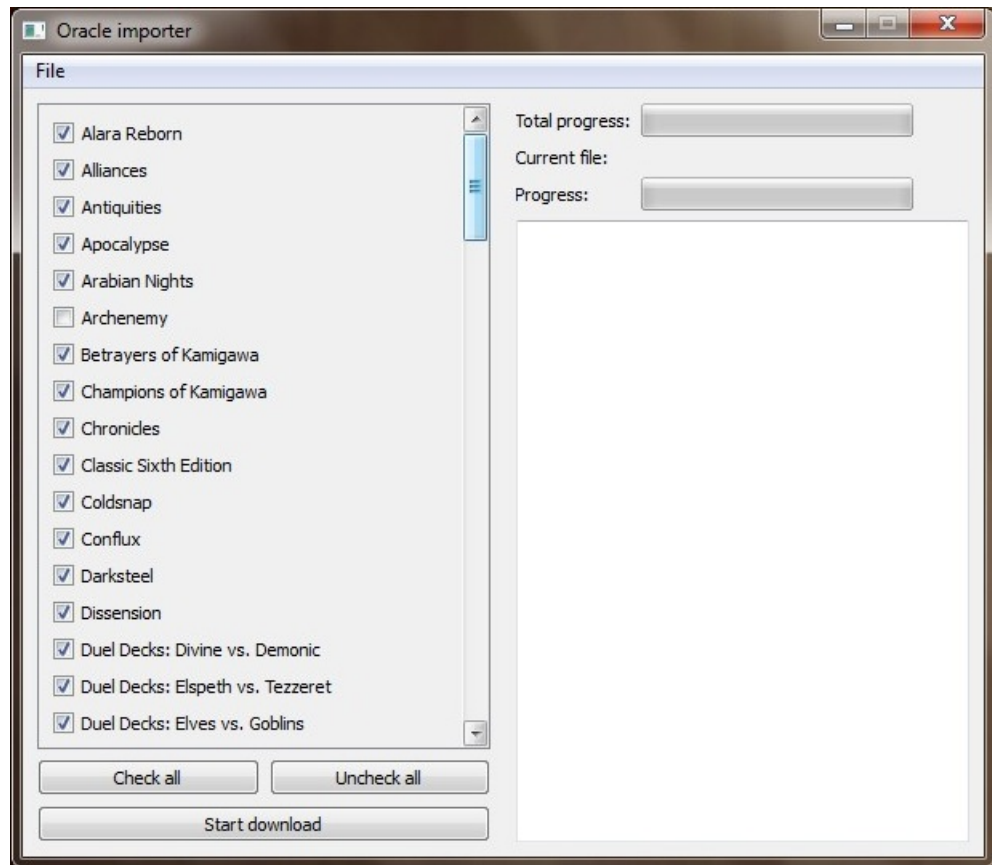 Oracle importer
File
Alara Reborn
Alliances
Antiquities
Apocalypse
Arabian Nights
Archenemy
Betrayers of Kamigawa
Champions of Kamigawa
Chronicles
Classic Sixth Edition
Coldsnap
Conflux
Darksteel
Dissension
Duel Decks: Divine vs. Demonic
Duel Decks: Elspeth vs. Tezzeret
Duel Decks: Elves vs. Goblins
Check all
Uncheck all
Start download
Total progress:
Current file:
Progress: